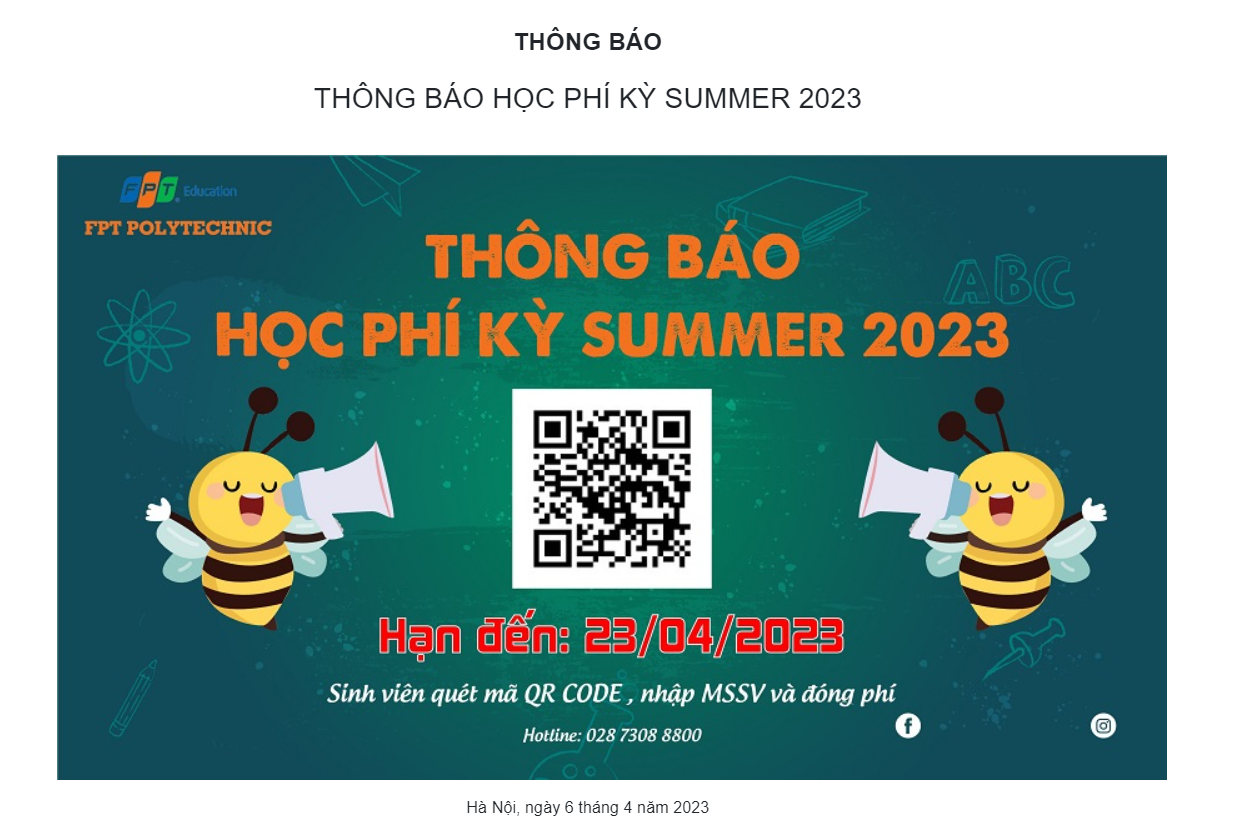 THÔNG BÁO
THÔNG BÁO HỌC PHÍ KỲ SUMMER 2023
FPT Education
FPT POLYTECHNIC
THÔNG BÁO
HỌC PHÍ KỲ SUMMER 2023
ABC
Hạn đến: 23/04/2023
Sinh viên quét mã QR CODE , nhập MSSV và đóng phí
Hotline: 028 7308 8800
Hà Nội, ngày 6 tháng 4 năm 2023